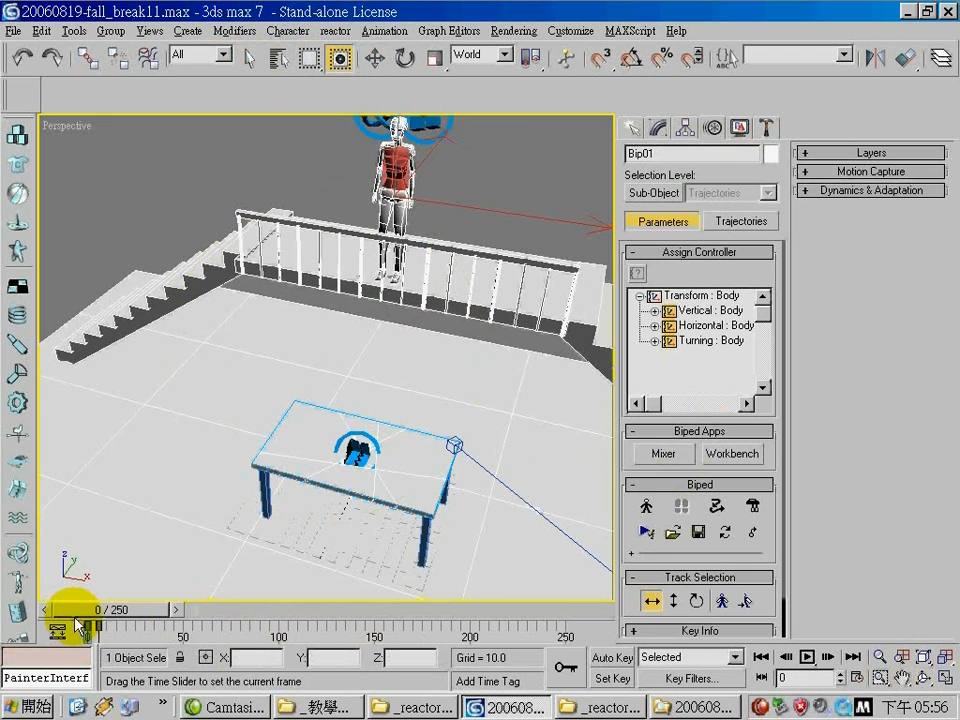 20060819-fall_break11.max - 3ds max 7 - Stand-alone License
File Edit Tools Group Views Create Modifiers Character reactor Animation Graph Editors Rendering Customize MAXScript Help
All
World
Perspective
Bip01
Selection Level:
Sub-Object Trajectories
Parameters Trajectories
- Assign Controller
Transform : Body
Vertical : Body
Horizontal : Body
Turning : Body
- Biped Apps
Mixer Workbench
- Biped
+
- Track Selection
+ Key Info
+ Layers
+ Motion Capture
+ Dynamics & Adaptation
z
y
x
< 0 / 250 >
50 100 150 200 250
1 Object Sele X: Y: Z: Grid = 10.0 Auto Key Selected
PainterInterf Drag the Time Slider to set the current frame Add Time Tag Set Key Key Filters... 0
開始 » Camtasi... _教學... _reactor... 200608... _reactor... 200608... 下午 05:56